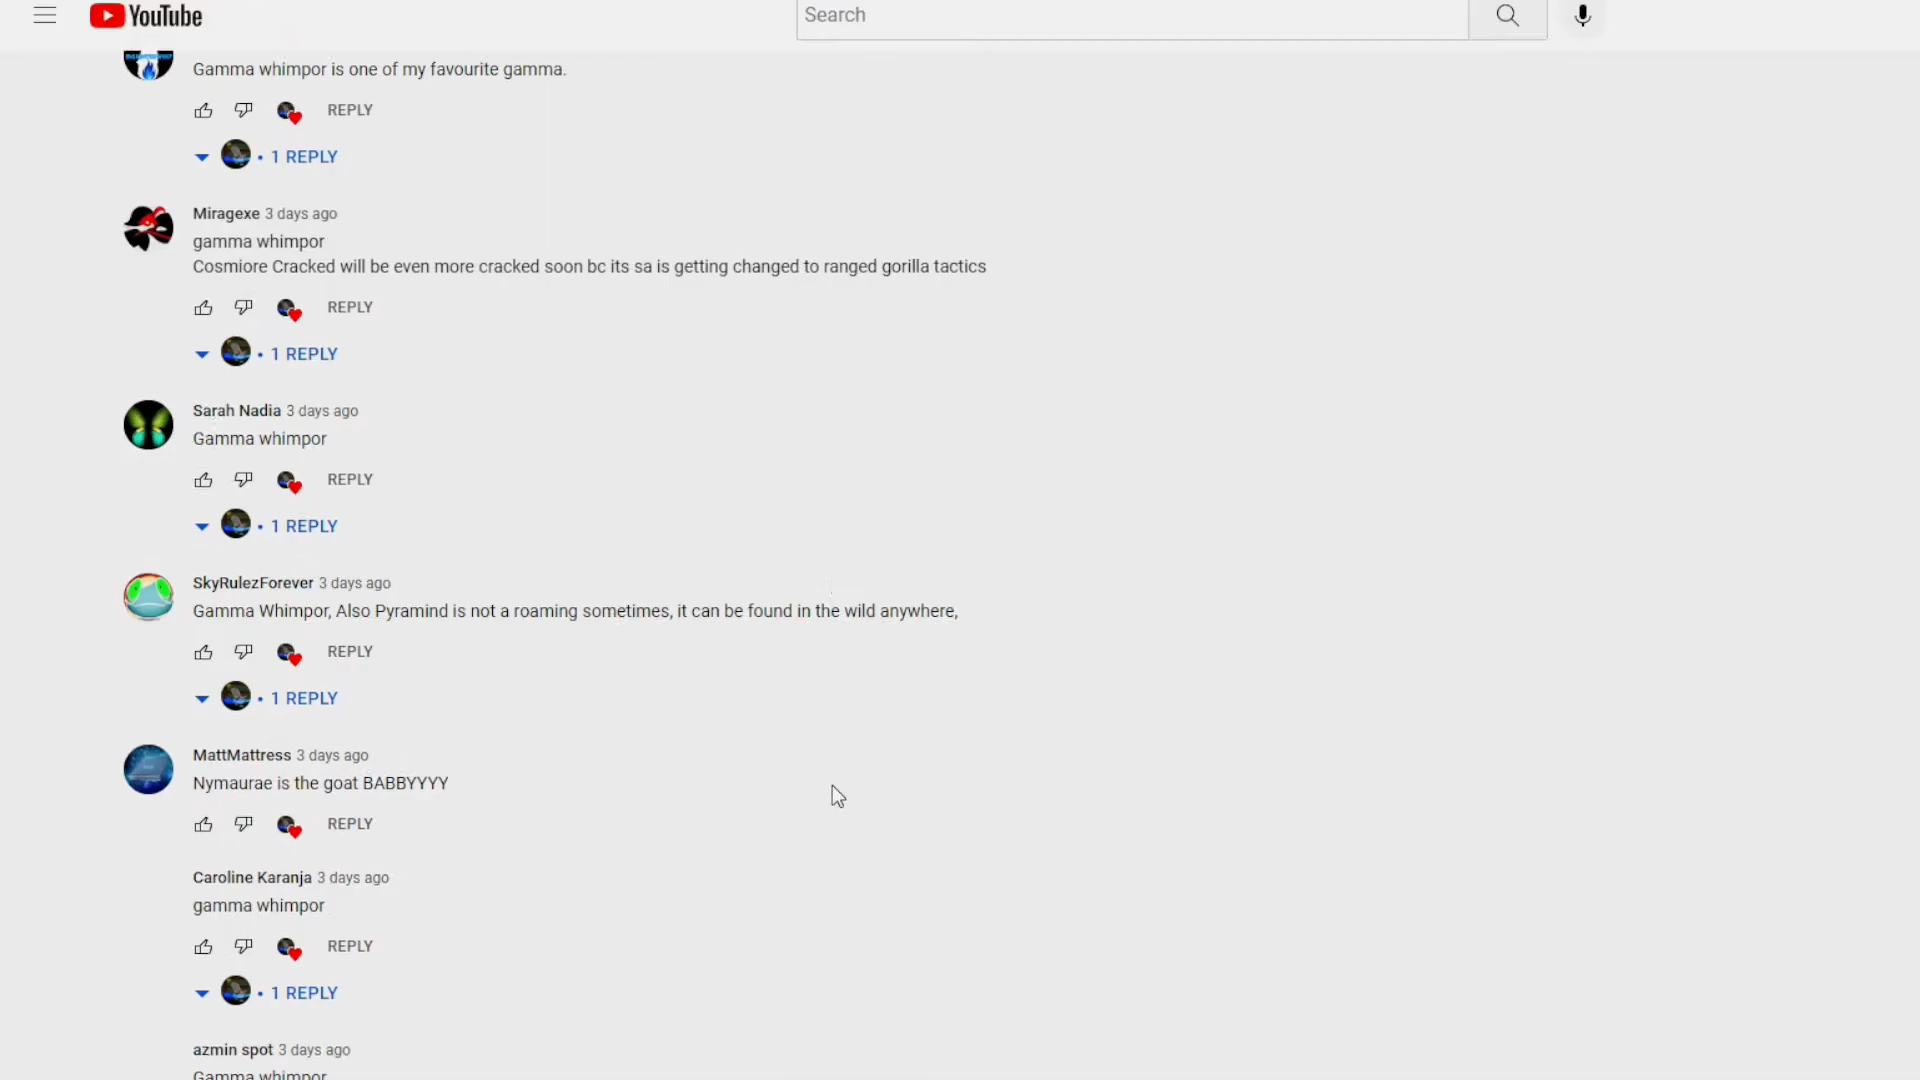 YouTube
Search
Gamma whimpor is one of my favourite gamma.
REPLY
• 1 REPLY
Miragexe 3 days ago
gamma whimpor
Cosmiore Cracked will be even more cracked soon bc its sa is getting changed to ranged gorilla tactics
REPLY
• 1 REPLY
Sarah Nadia 3 days ago
Gamma whimpor
REPLY
• 1 REPLY
SkyRulezForever 3 days ago
Gamma Whimpor, Also Pyramind is not a roaming sometimes, it can be found in the wild anywhere,
REPLY
• 1 REPLY
MattMattress 3 days ago
Nymaurae is the goat BABBYYYY
REPLY
Caroline Karanja 3 days ago
gamma whimpor
REPLY
• 1 REPLY
azmin spot 3 days ago
Gamma whimpor